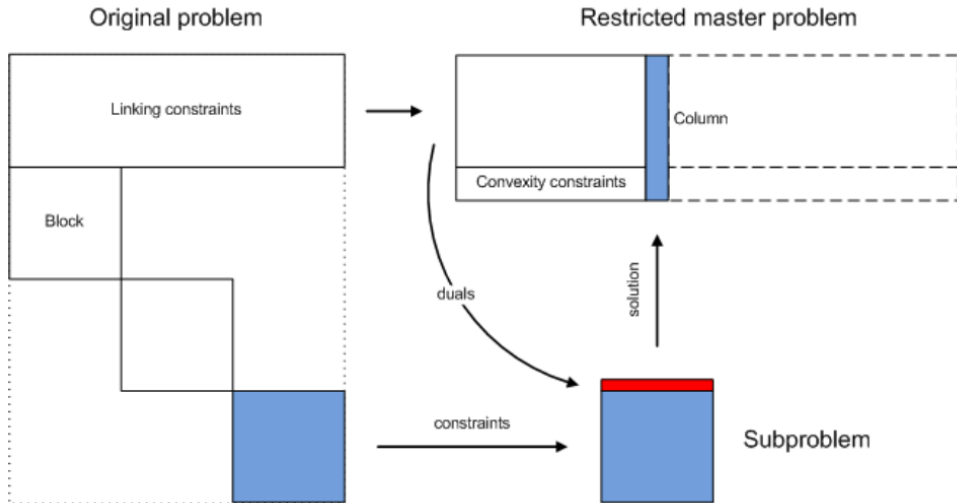 Original problem
Restricted master problem
Linking constraints
Column
Convexity constraints
Block
duals
solution
constraints
Subproblem